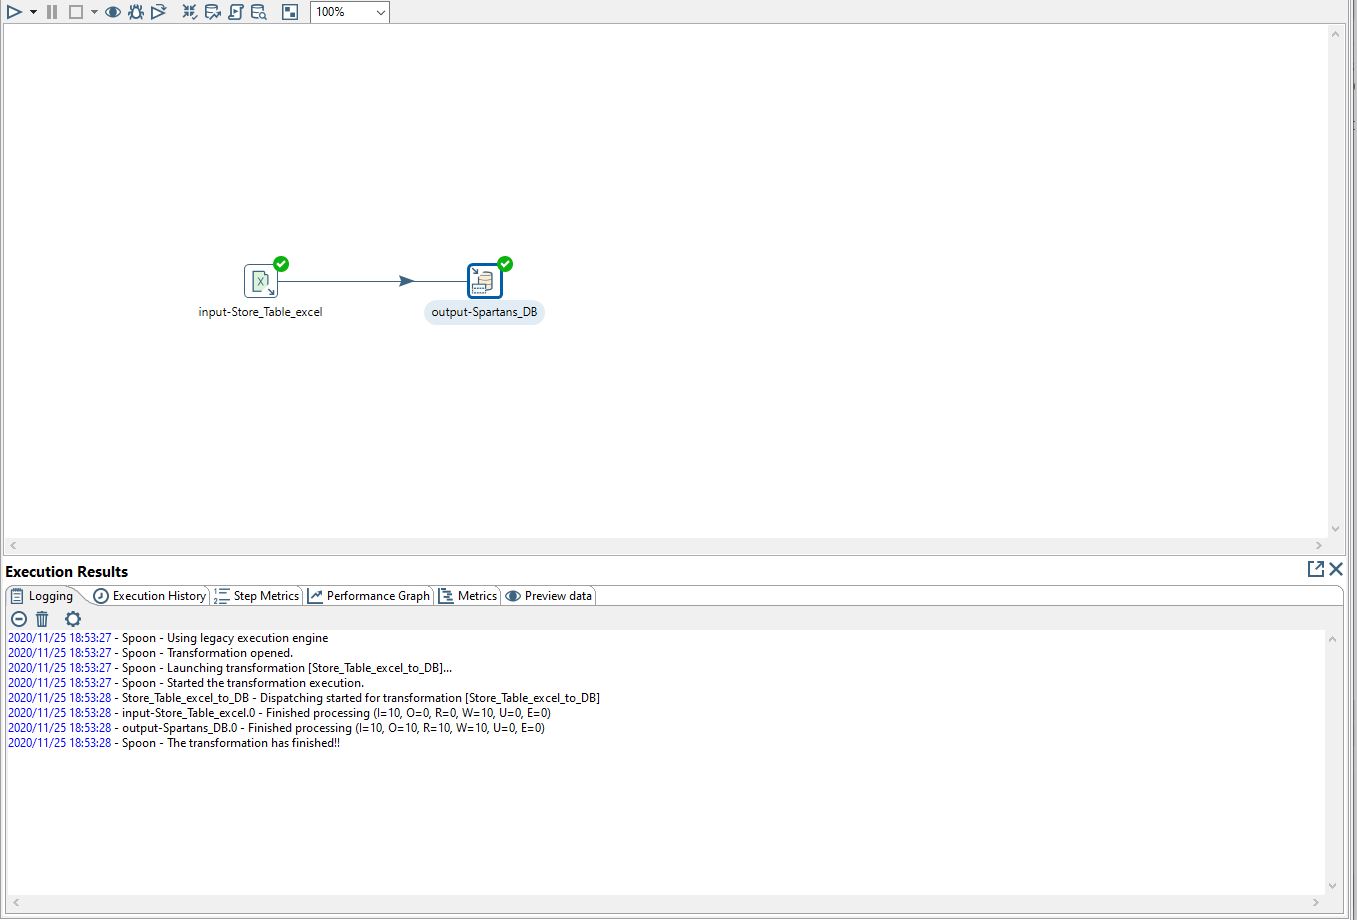 100%
input-Store_Table_excel
output-Spartans_DB
Execution Results
Logging
Execution History
Step Metrics
Performance Graph
Metrics
Preview data
2020/11/25 18:53:27 - Spoon - Using legacy execution engine
2020/11/25 18:53:27 - Spoon - Transformation opened.
2020/11/25 18:53:27 - Spoon - Launching transformation [Store_Table_excel_to_DB]...
2020/11/25 18:53:27 - Spoon - Started the transformation execution.
2020/11/25 18:53:28 - Store_Table_excel_to_DB - Dispatching started for transformation [Store_Table_excel_to_DB]
2020/11/25 18:53:28 - input-Store_Table_excel.0 - Finished processing (I=10, O=0, R=0, W=10, U=0, E=0)
2020/11/25 18:53:28 - output-Spartans_DB.0 - Finished processing (I=10, O=10, R=10, W=10, U=0, E=0)
2020/11/25 18:53:28 - Spoon - The transformation has finished!!